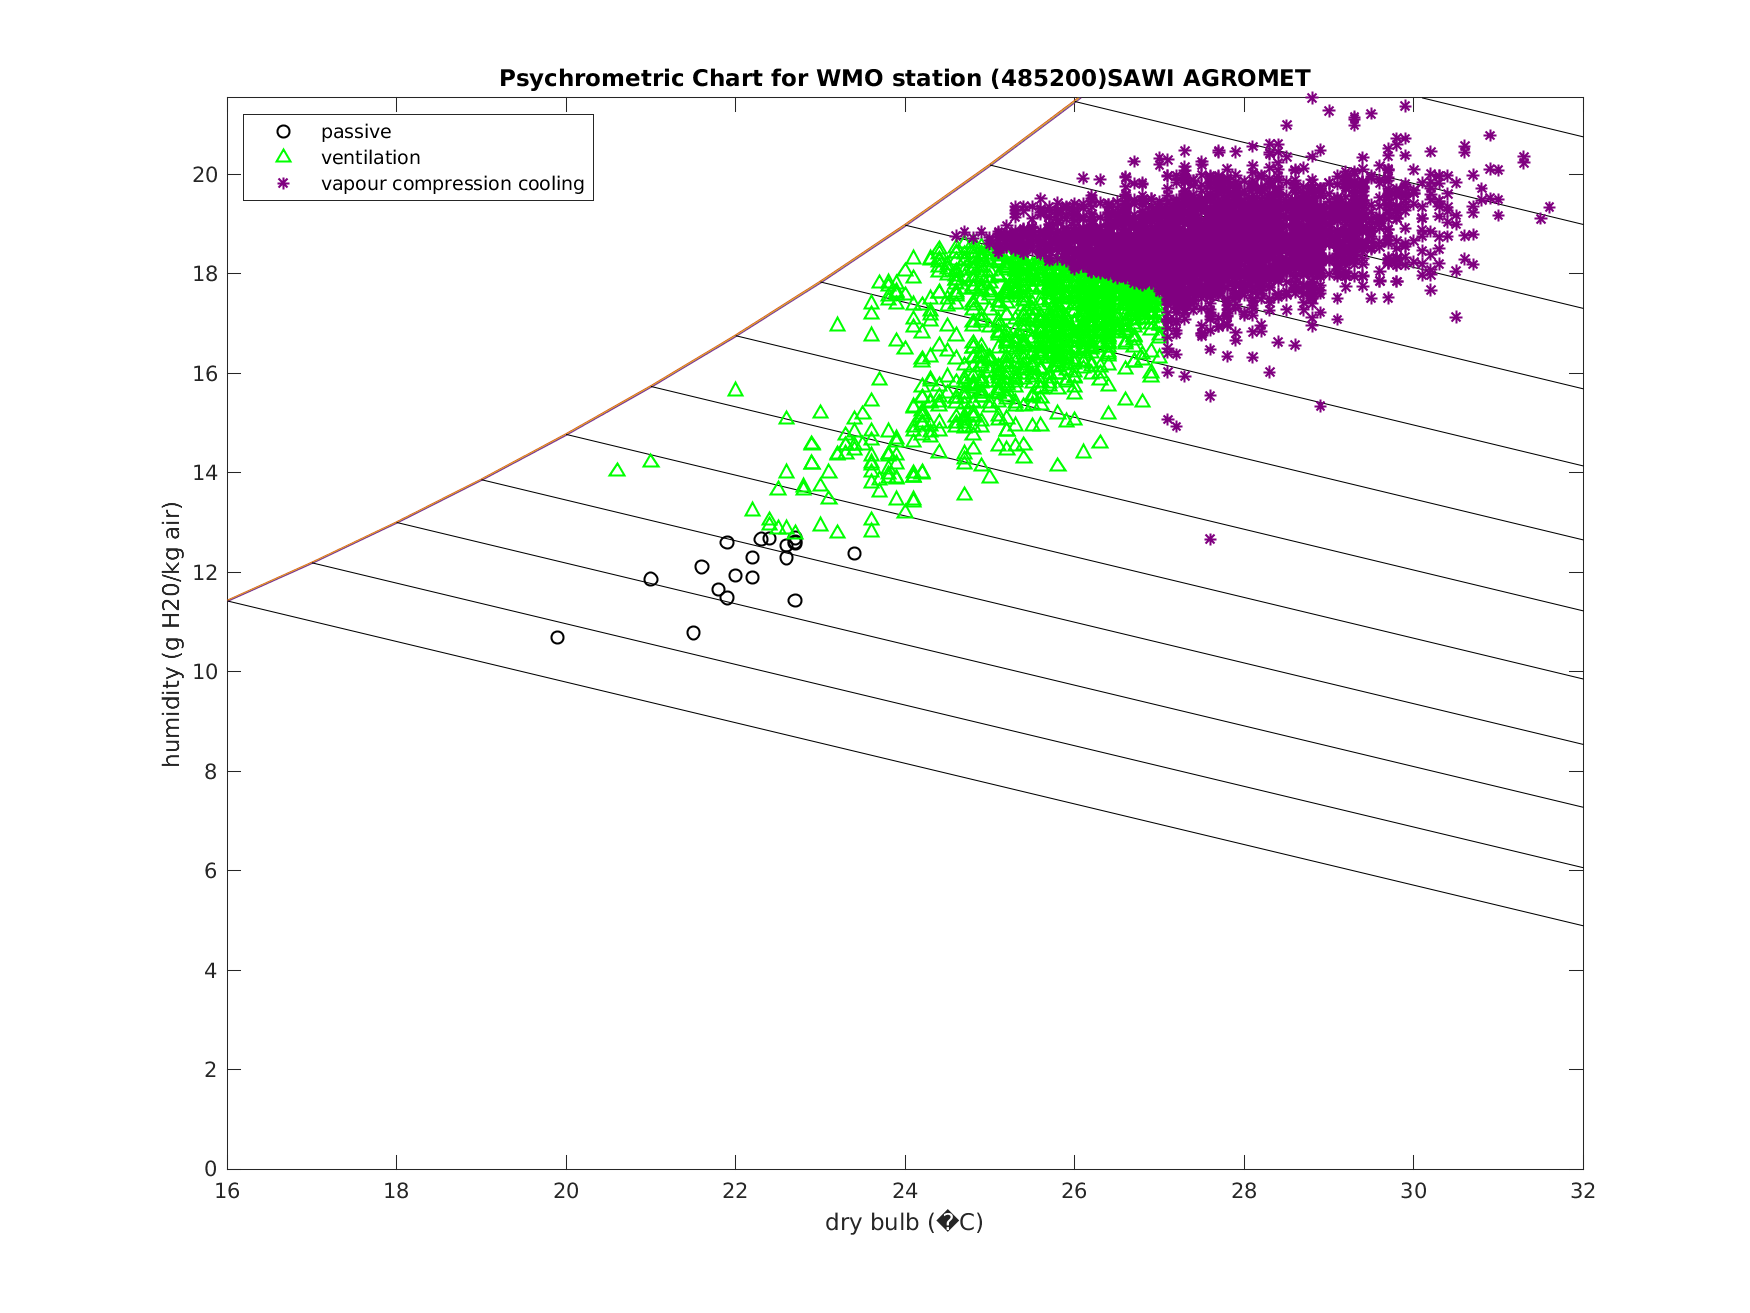 Psychrometric Chart for WMO station (485200)SAWI AGROMET
passive
ventilation
vapour compression cooling
humidity (g H20/kg air)
20
18
16
14
12
10
8
6
4
2
0
16 18 20 22 24 26 28 30 32
dry bulb (�C)